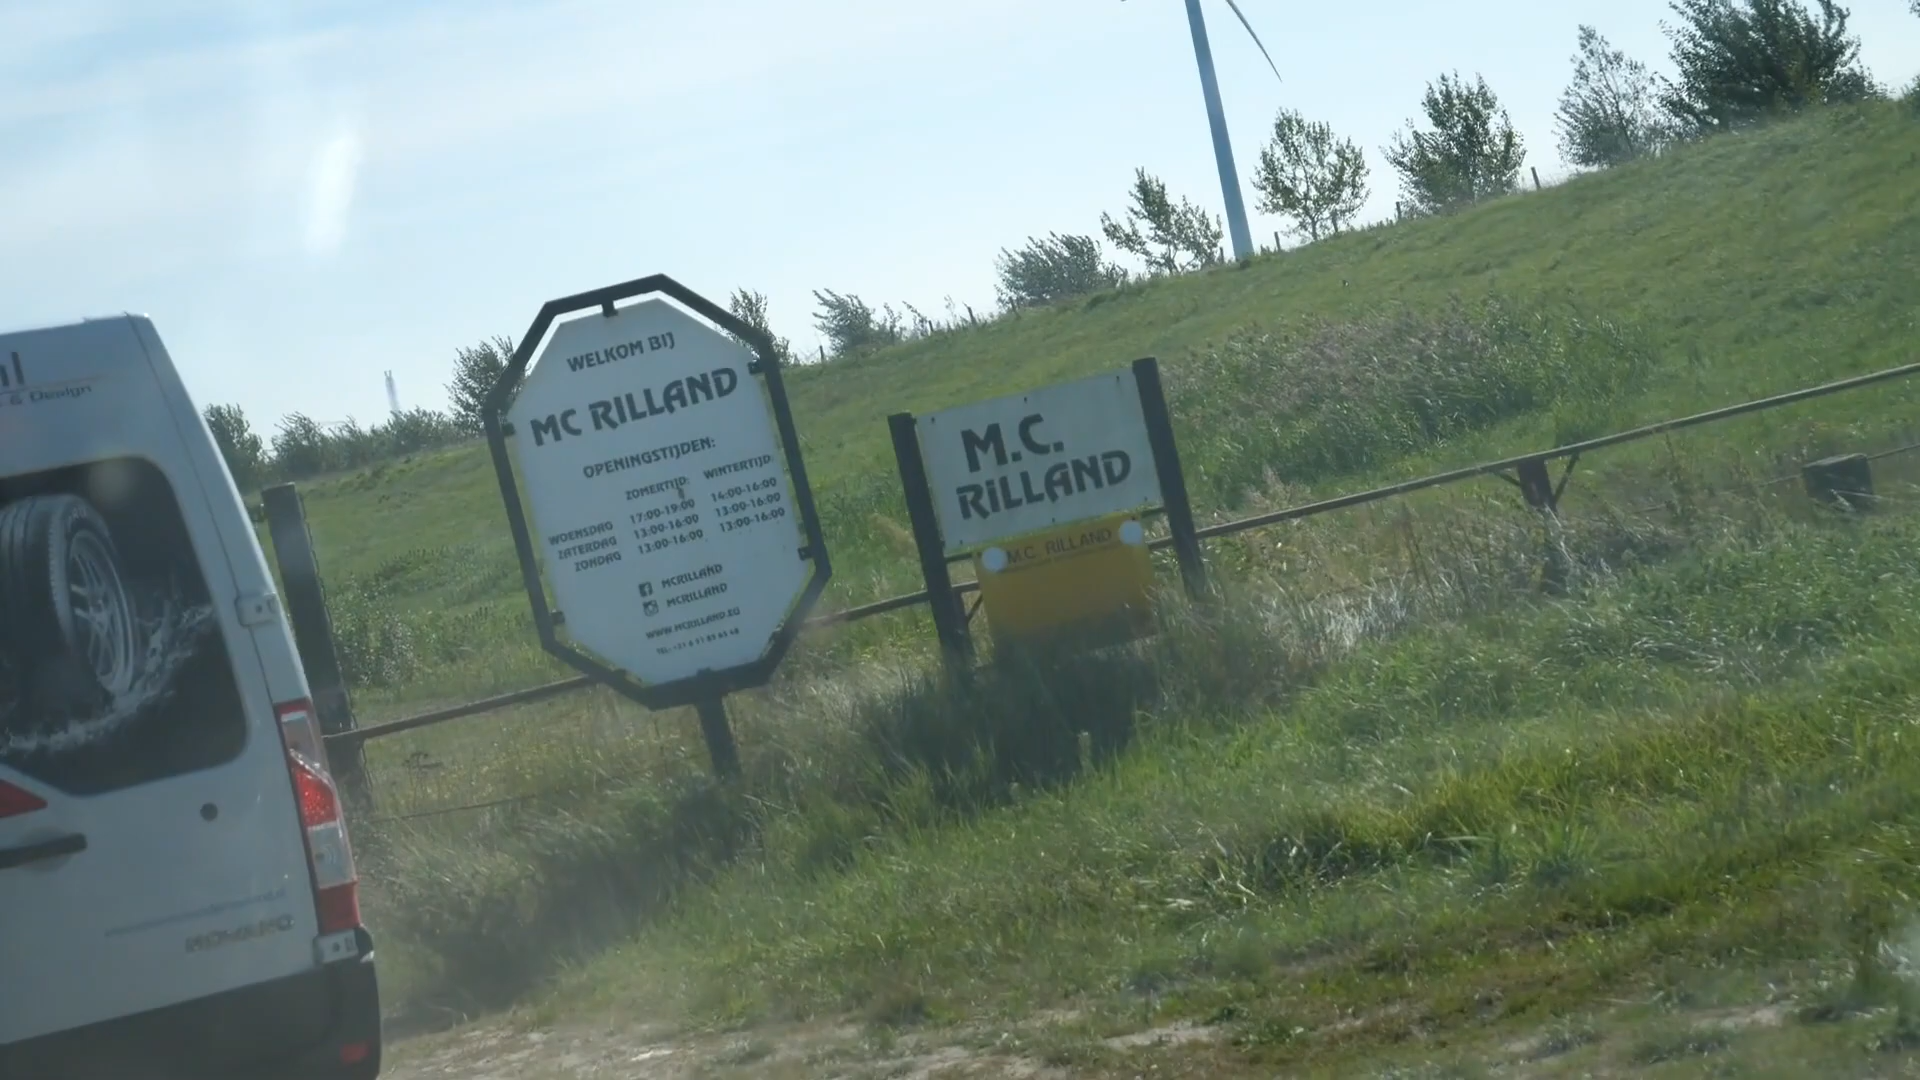 & Design
WELKOM BIJ
MC RILLAND
OPENINGSTIJDEN:
ZOMERTIJD: WINTERTIJD:
WOENSDAG 17:00-19:00 14:00-16:00
ZATERDAG 13:00-16:00 13:00-16:00
ZONDAG 13:00-16:00 13:00-16:00
MCRILLAND
MCRILLAND
WWW.MCRILLAND.EU
M.C.
RILLAND
M.C. RILLAND